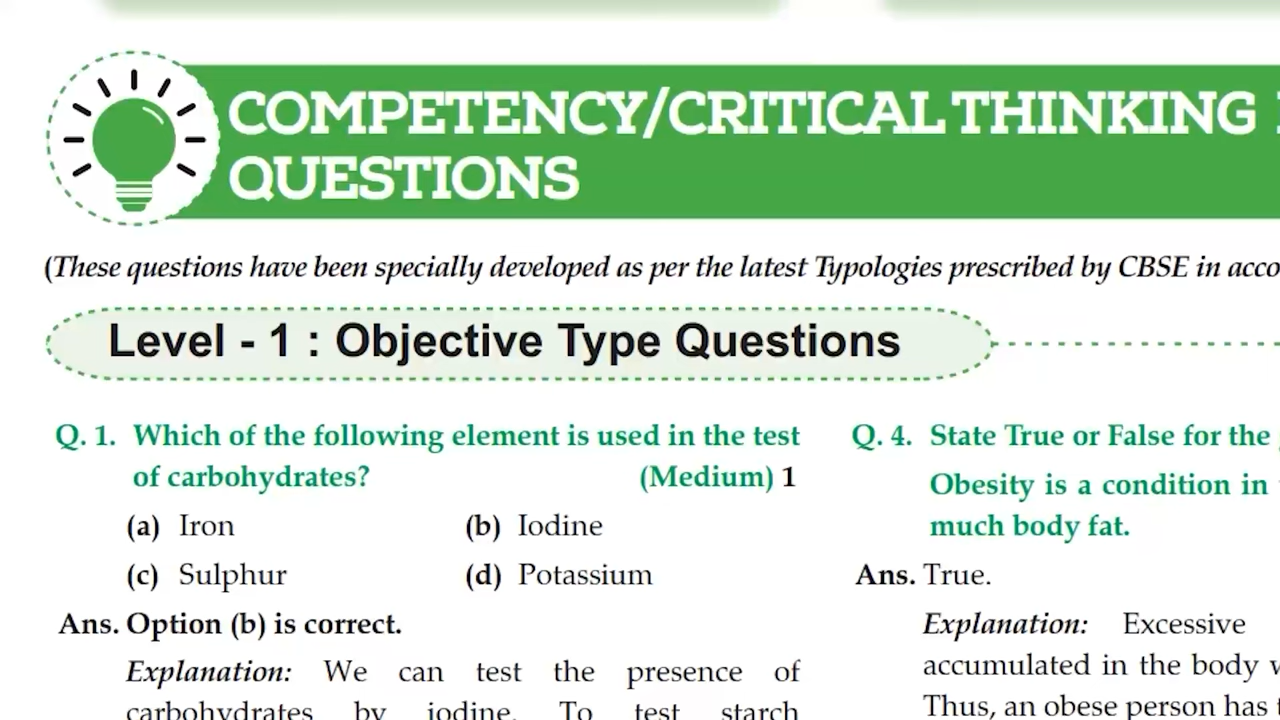 COMPETENCY/CRITICAL THINKING
QUESTIONS
(These questions have been specially developed as per the latest Typologies prescribed by CBSE in
Level - 1 : Objective Type Questions
Q. 1. Which of the following element is used in the test
of carbohydrates? (Medium) 1
(a) Iron (b) Iodine
(c) Sulphur (d) Potassium
Ans. Option (b) is correct.
Explanation: We can test the presence of
carbohydrates by iodine. To test starch
Q. 4. State True or False for the
Obesity is a condition in
much body fat.
Ans. True.
Explanation: Excessive
accumulated in the body
Thus, an obese person has